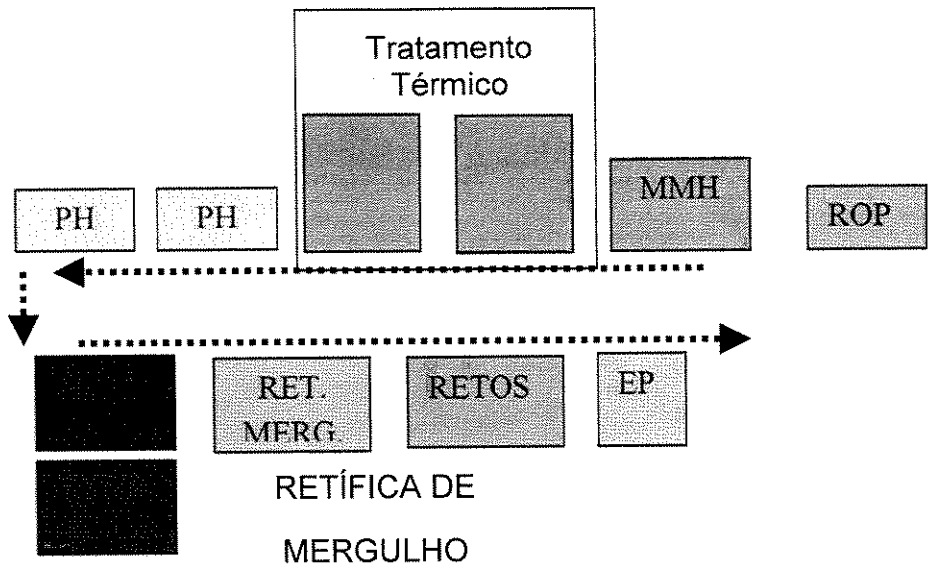 Tratamento
Térmico
PH
PH
MMH
ROP
RET.
MERG.
RETOS
EP
RETÍFICA DE
MERGULHO